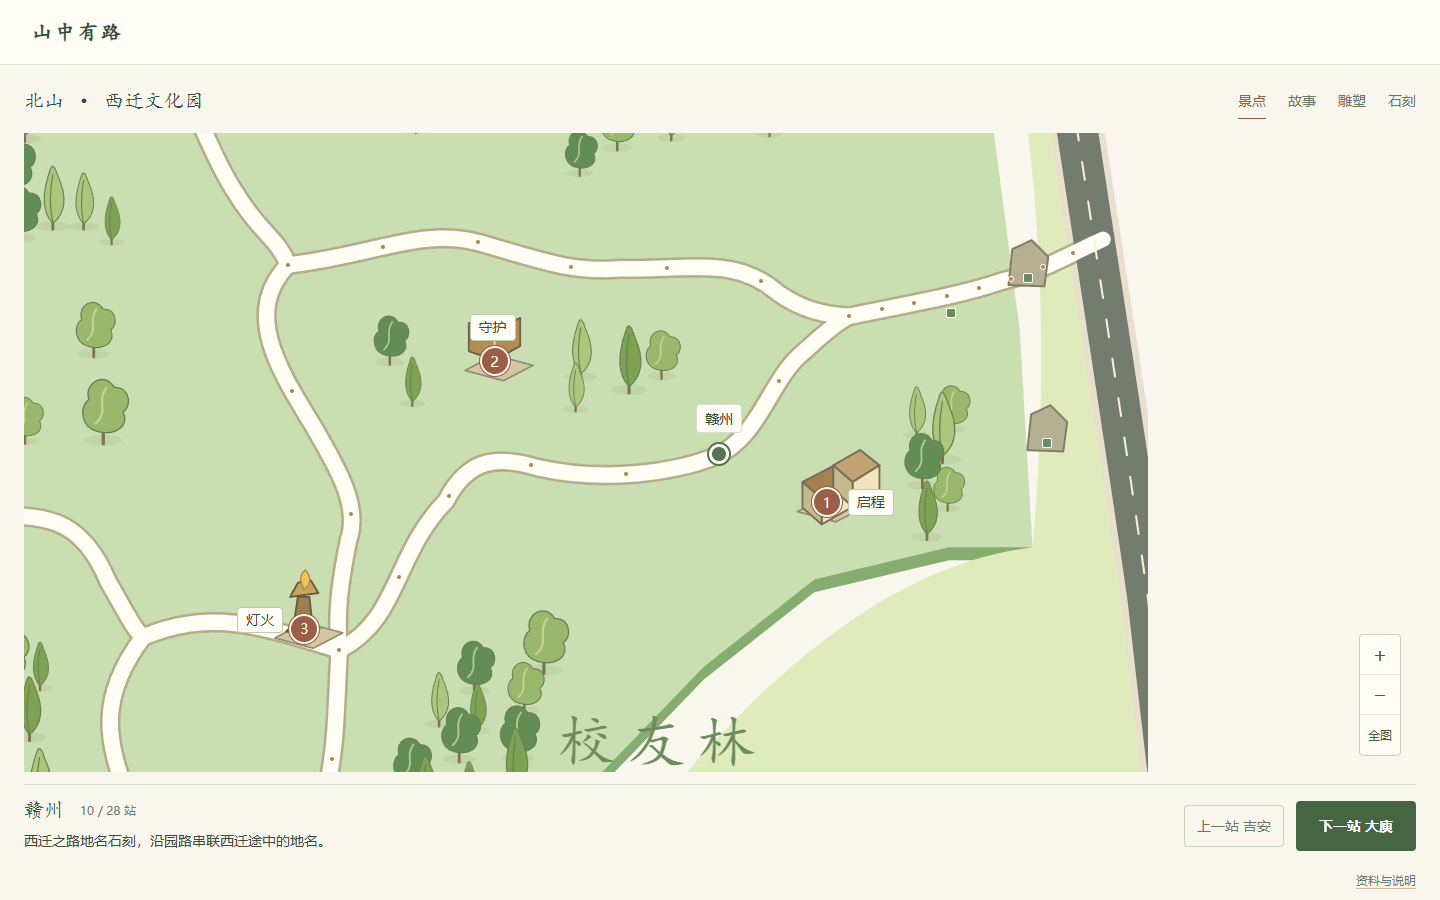 山中有路
北山 • 西迁文化园
景点 故事 雕塑 石刻
守护
2
赣州
1 启程
灯火 3
校友林
+
−
全图
赣州 10 / 28 站
西迁之路地名石刻，沿园路串联西迁途中的地名。
上一站 吉安
下一站 大庾
资料与说明